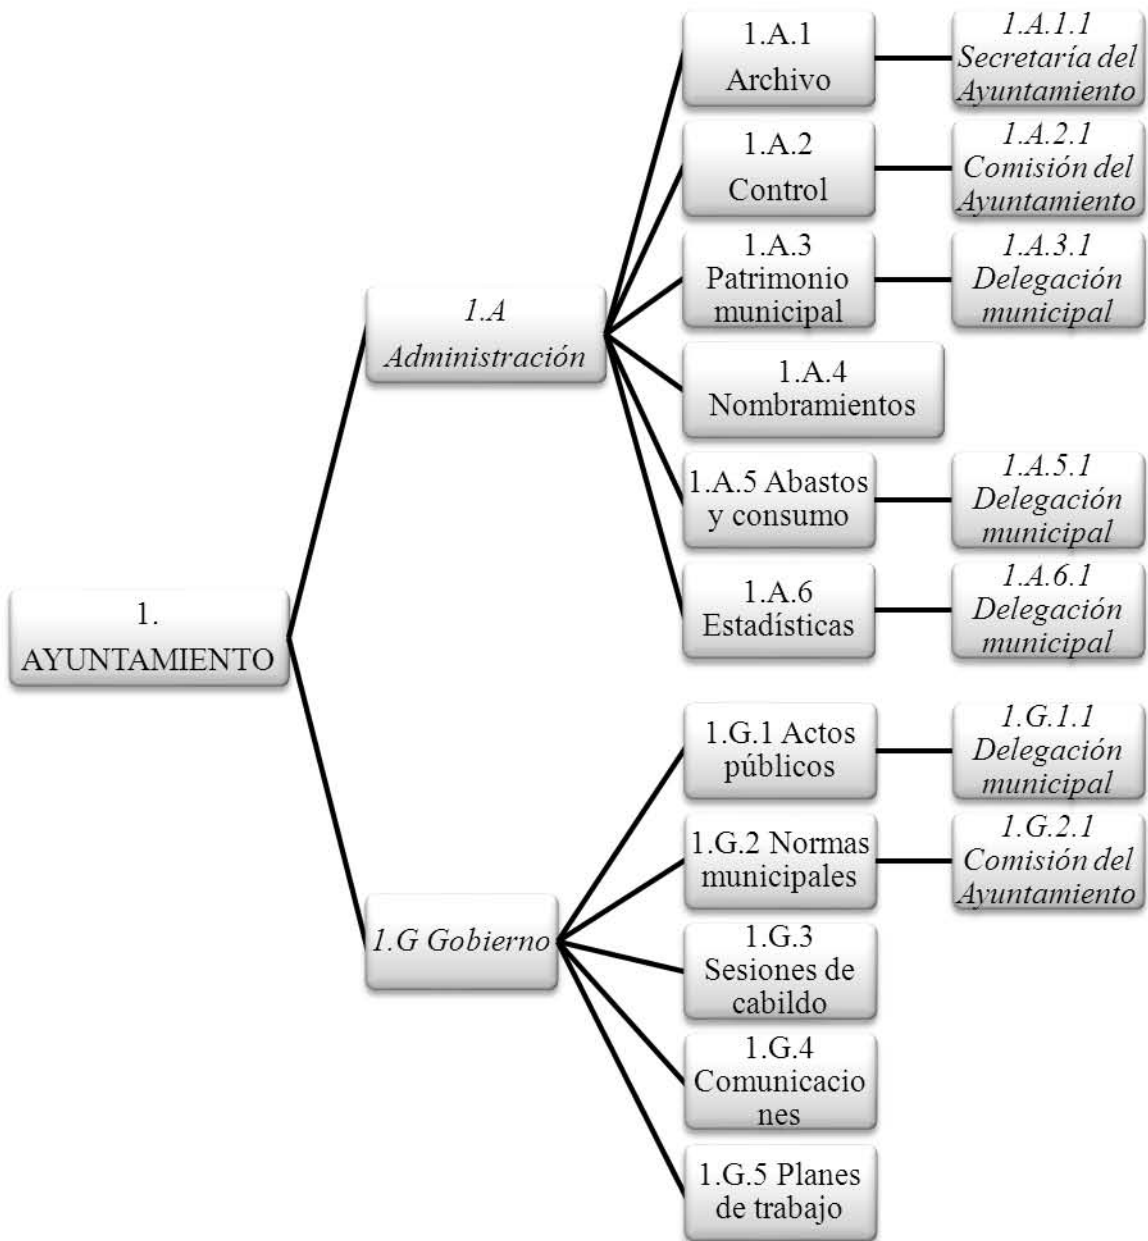 1.
AYUNTAMIENTO
1.A
Administración
1.A.1
Archivo
1.A.1.1
Secretaría del
Ayuntamiento
1.A.2
Control
1.A.2.1
Comisión del
Ayuntamiento
1.A.3
Patrimonio
municipal
1.A.3.1
Delegación
municipal
1.A.4
Nombramientos
1.A.5 Abastos
y consumo
1.A.5.1
Delegación
municipal
1.A.6
Estadísticas
1.A.6.1
Delegación
municipal
1.G Gobierno
1.G.1 Actos
públicos
1.G.1.1
Delegación
municipal
1.G.2 Normas
municipales
1.G.2.1
Comisión del
Ayuntamiento
1.G.3
Sesiones de
cabildo
1.G.4
Comunicacio
nes
1.G.5 Planes
de trabajo